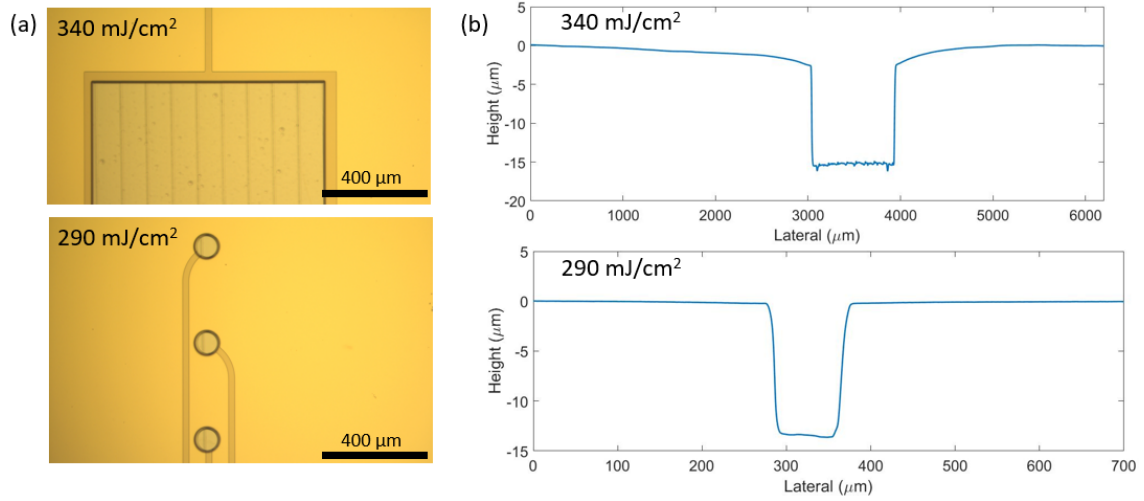 (a)
340 mJ/cm²
400 μm
290 mJ/cm²
400 μm
(b)
340 mJ/cm²
5
0
-5
-10
-15
-20
Height (μm)
0 1000 2000 3000 4000 5000 6000
Lateral (μm)
290 mJ/cm²
5
0
-5
-10
-15
Height (μm)
0 100 200 300 400 500 600 700
Lateral (μm)